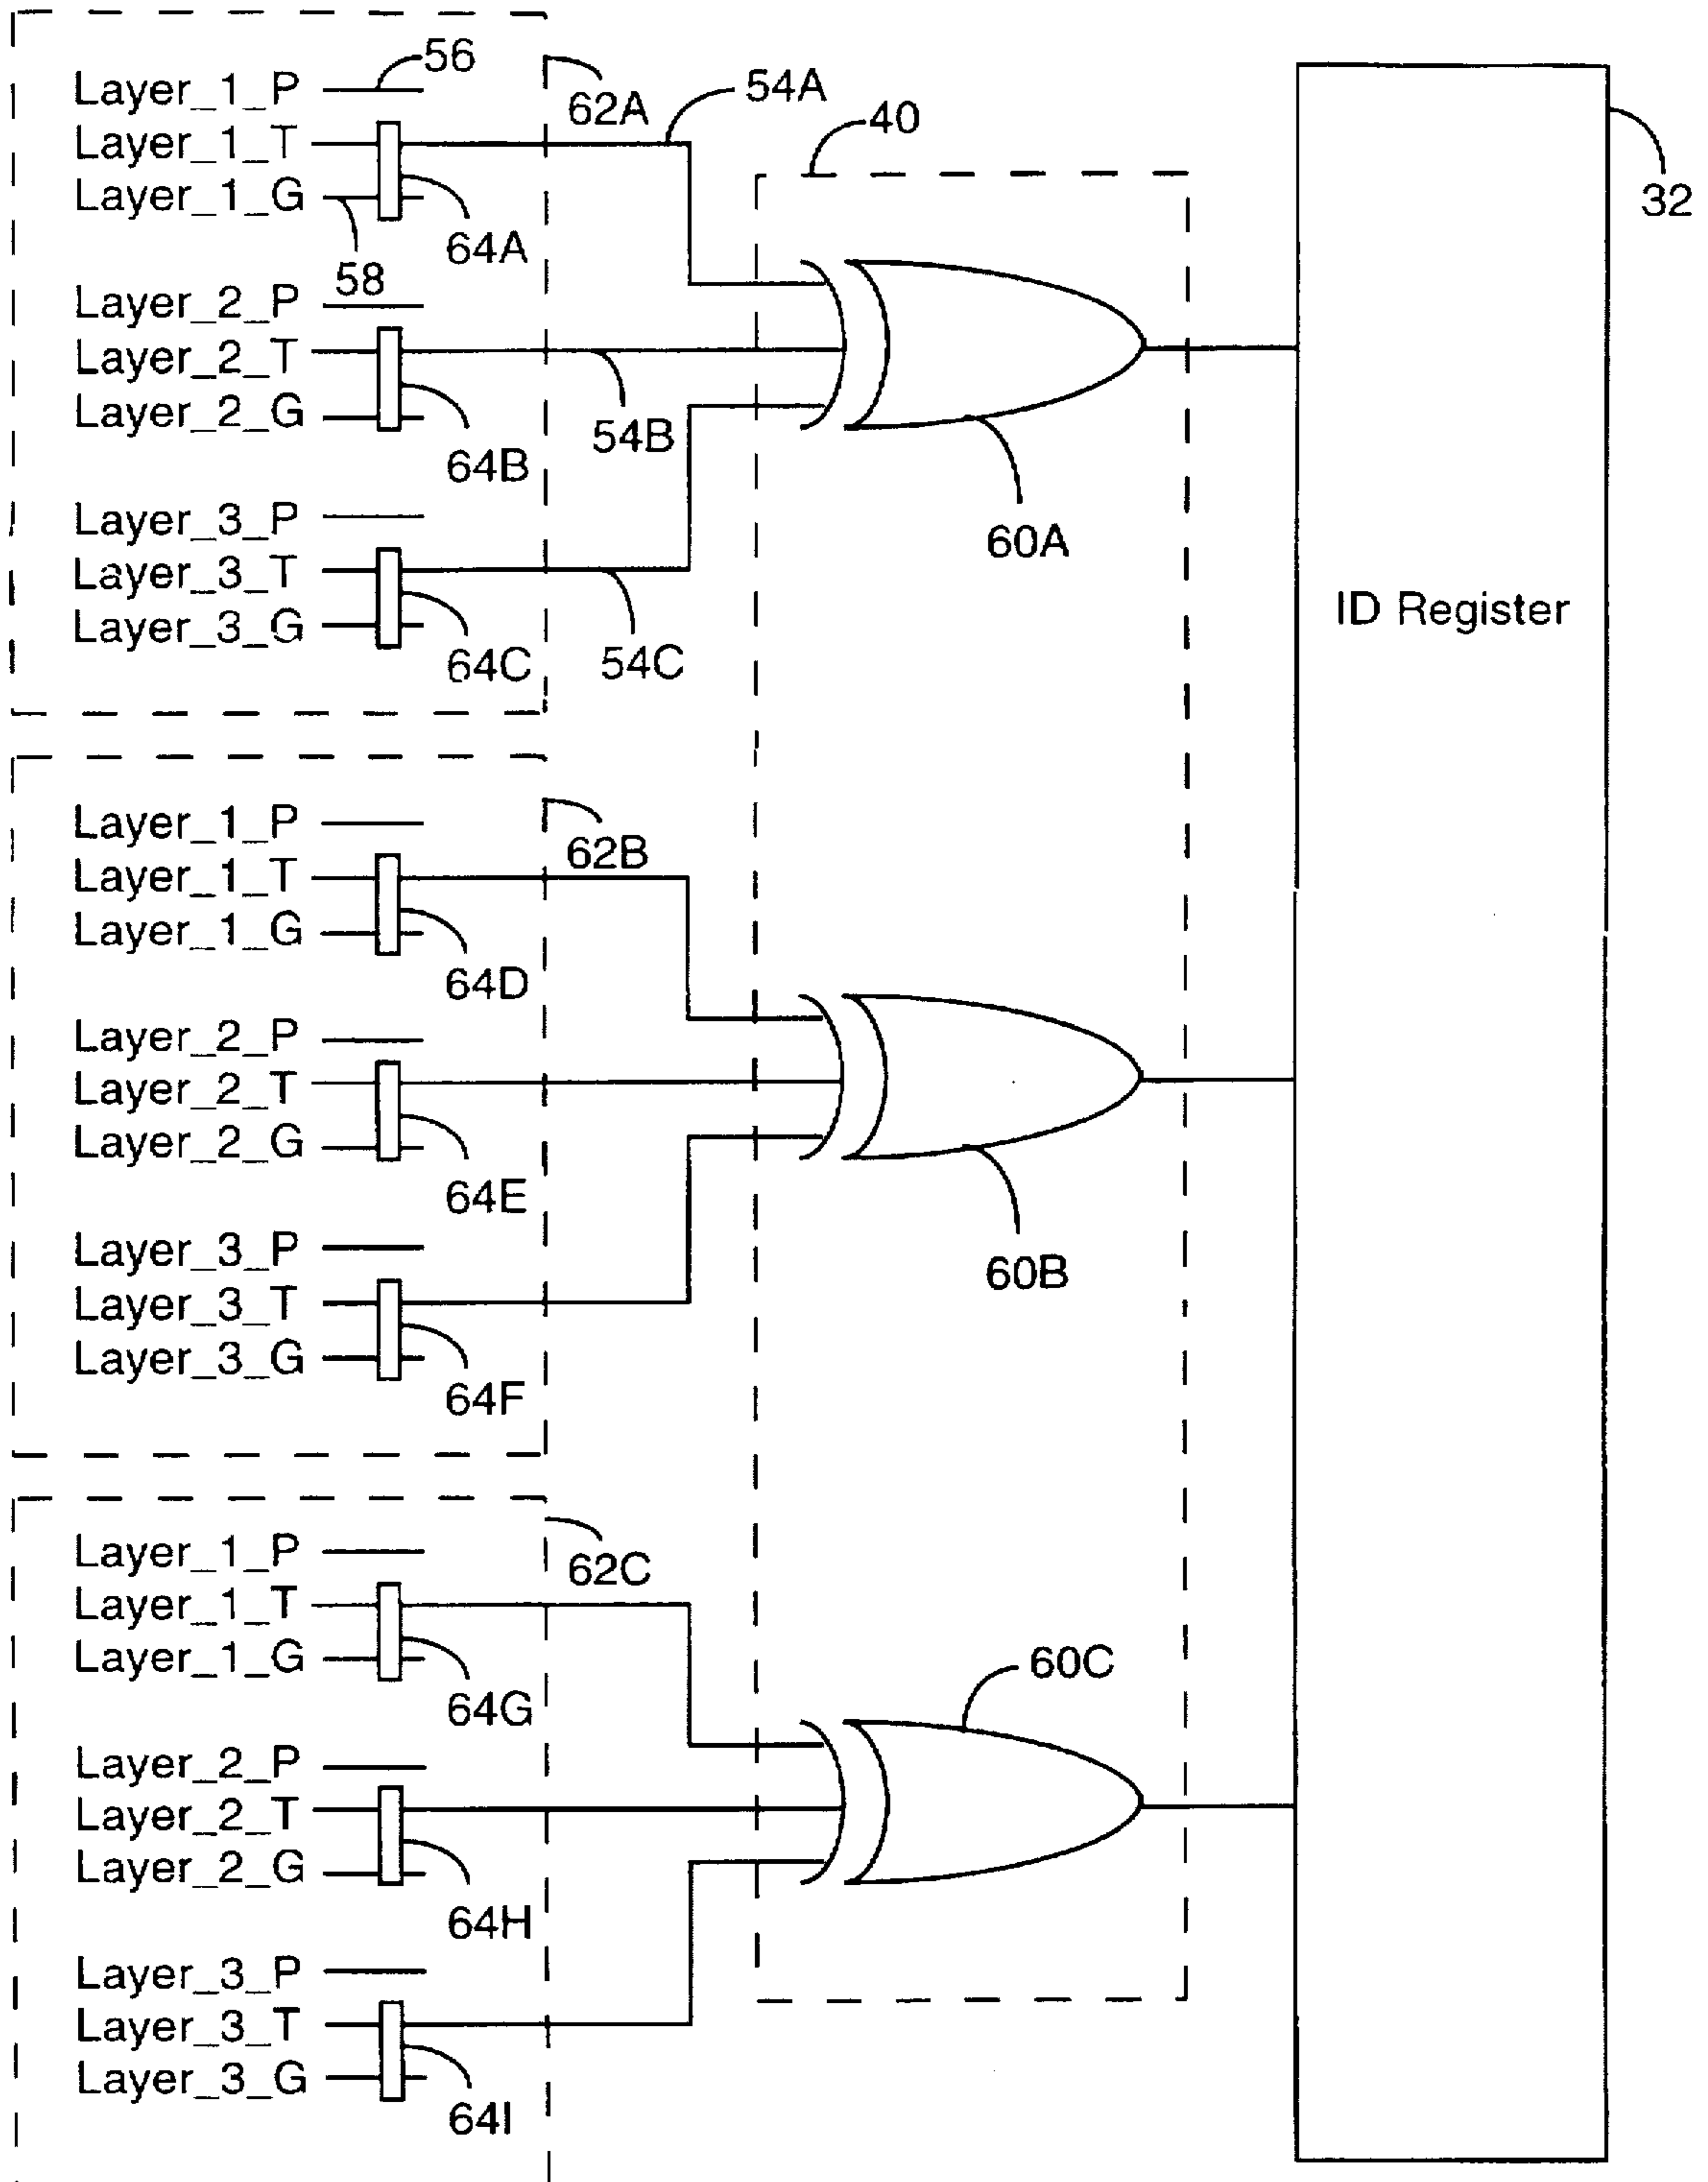 56
Layer_1_P
62A
54A
40
Layer_1_T
Layer_1_G
32
64A
58
Layer_2_P
Layer_2_T
Layer_2_G
54B
64B
60A
Layer_3_P
Layer_3_T
Layer_3_G
64C
54C
ID Register
Layer_1_P
62B
Layer_1_T
Layer_1_G
64D
Layer_2_P
Layer_2_T
Layer_2_G
64E
Layer_3_P
60B
Layer_3_T
Layer_3_G
64F
Layer_1_P
62C
Layer_1_T
Layer_1_G
60C
64G
Layer_2_P
Layer_2_T
Layer_2_G
64H
Layer_3_P
Layer_3_T
Layer_3_G
64I